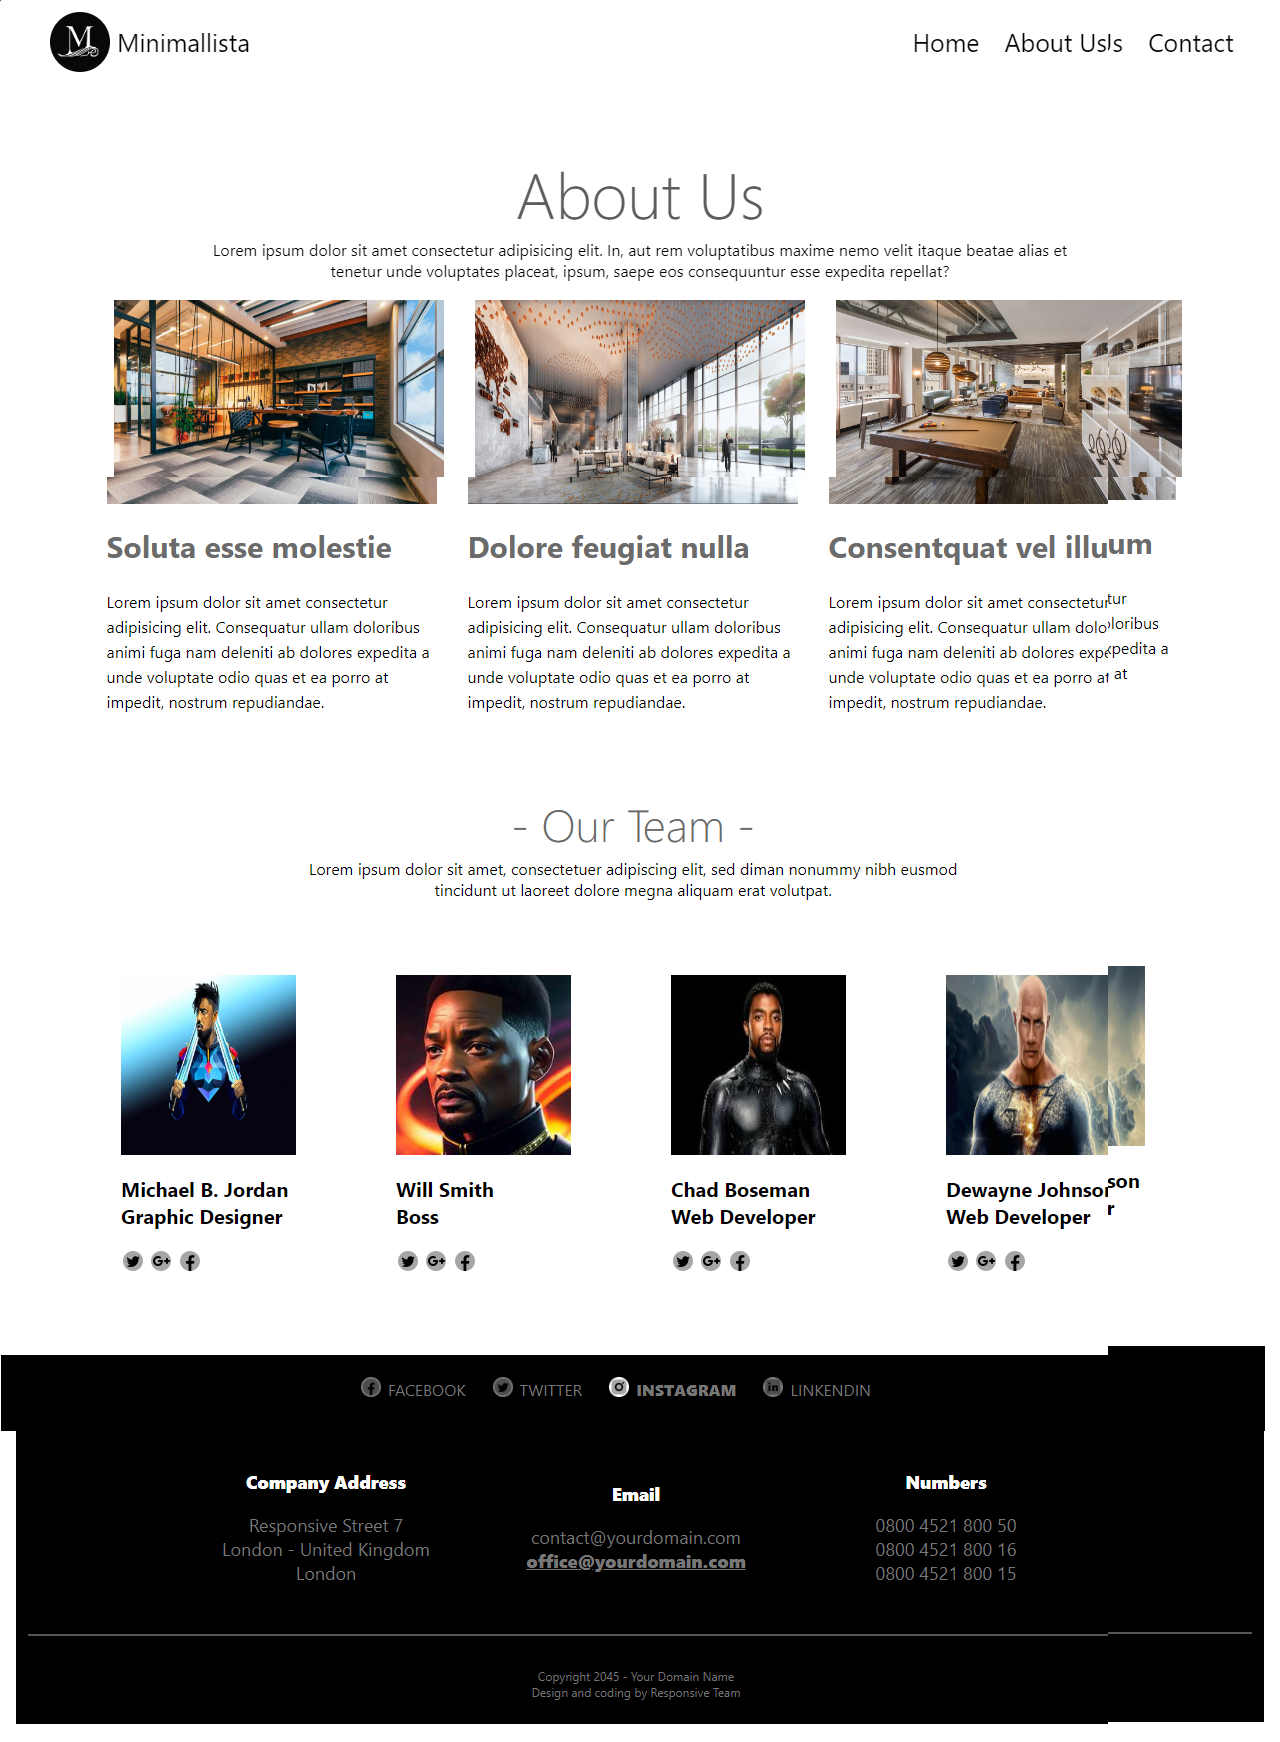 M Minimallista
Home About Us Contact
About Us
Lorem ipsum dolor sit amet consectetur adipisicing elit. In, aut rem voluptatibus maxime nemo velit itaque beatae alias et
tenetur unde voluptates placeat, ipsum, saepe eos consequuntur esse expedita repellat?
Soluta esse molestie
Lorem ipsum dolor sit amet consectetur
adipisicing elit. Consequatur ullam doloribus
animi fuga nam deleniti ab dolores expedita a
unde voluptate odio quas et ea porro at
impedit, nostrum repudiandae.
Dolore feugiat nulla
Lorem ipsum dolor sit amet consectetur
adipisicing elit. Consequatur ullam doloribus
animi fuga nam deleniti ab dolores expedita a
unde voluptate odio quas et ea porro at
impedit, nostrum repudiandae.
Consentquat vel illum
Lorem ipsum dolor sit amet consectetur
adipisicing elit. Consequatur ullam doloribus
animi fuga nam deleniti ab dolores expedita a
unde voluptate odio quas et ea porro at
impedit, nostrum repudiandae.
- Our Team -
Lorem ipsum dolor sit amet, consectetuer adipiscing elit, sed diman nonummy nibh eusmod
tincidunt ut laoreet dolore megna aliquam erat volutpat.
Michael B. Jordan
Graphic Designer
Will Smith
Boss
Chad Boseman
Web Developer
Dewayne Johnson
Web Developer
FACEBOOK TWITTER INSTAGRAM LINKENDIN
Company Address
Responsive Street 7
London - United Kingdom
London
Email
contact@yourdomain.com
office@yourdomain.com
Numbers
0800 4521 800 50
0800 4521 800 16
0800 4521 800 15
Copyright 2045 - Your Domain Name
Design and coding by Responsive Team